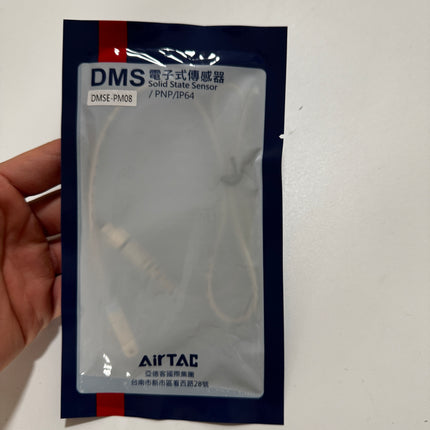 DMS 電子式傳感器
Solid State Sensor
DMSE-PM08
/ PNP/IP64
AirTAC
亞德客國際集團
台南市新市區看西路28號